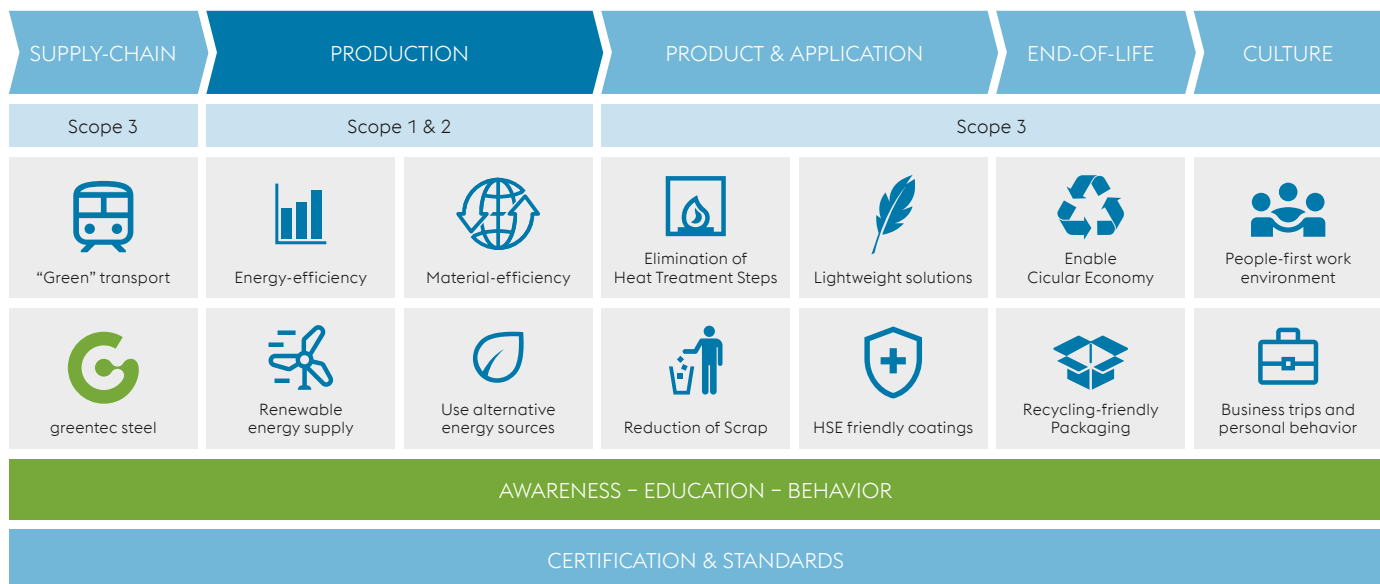 SUPPLY-CHAIN
PRODUCTION
PRODUCT & APPLICATION
END-OF-LIFE
CULTURE
Scope 3
Scope 1 & 2
Scope 3
“Green” transport
Energy-efficiency
Material-efficiency
Elimination of
Heat Treatment Steps
Lightweight solutions
Enable
Cicular Economy
People-first work
environment
greentec steel
Renewable
energy supply
Use alternative
energy sources
Reduction of Scrap
HSE friendly coatings
Recycling-friendly
Packaging
Business trips and
personal behavior
AWARENESS – EDUCATION – BEHAVIOR
CERTIFICATION & STANDARDS